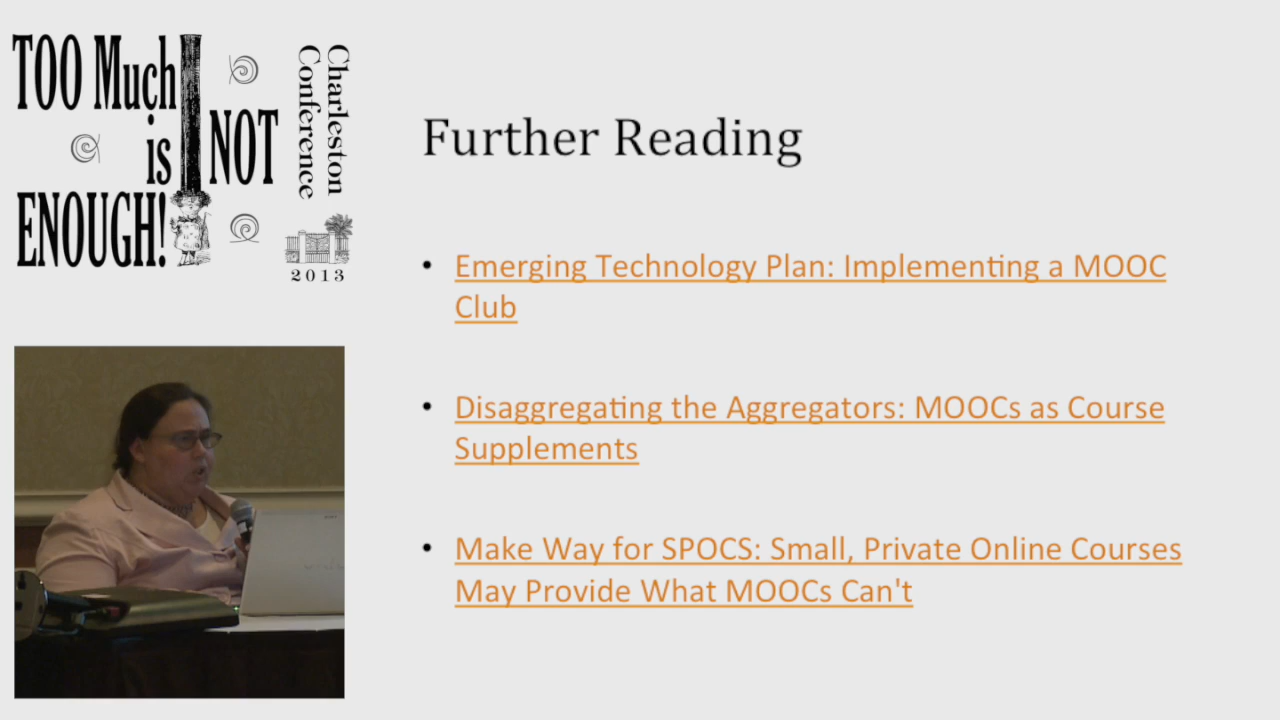 TOO Much
is NOT
ENOUGH!
Charleston
Conference
2013
Further Reading
• Emerging Technology Plan: Implementing a MOOC
Club
• Disaggregating the Aggregators: MOOCs as Course
Supplements
• Make Way for SPOCS: Small, Private Online Courses
May Provide What MOOCs Can't